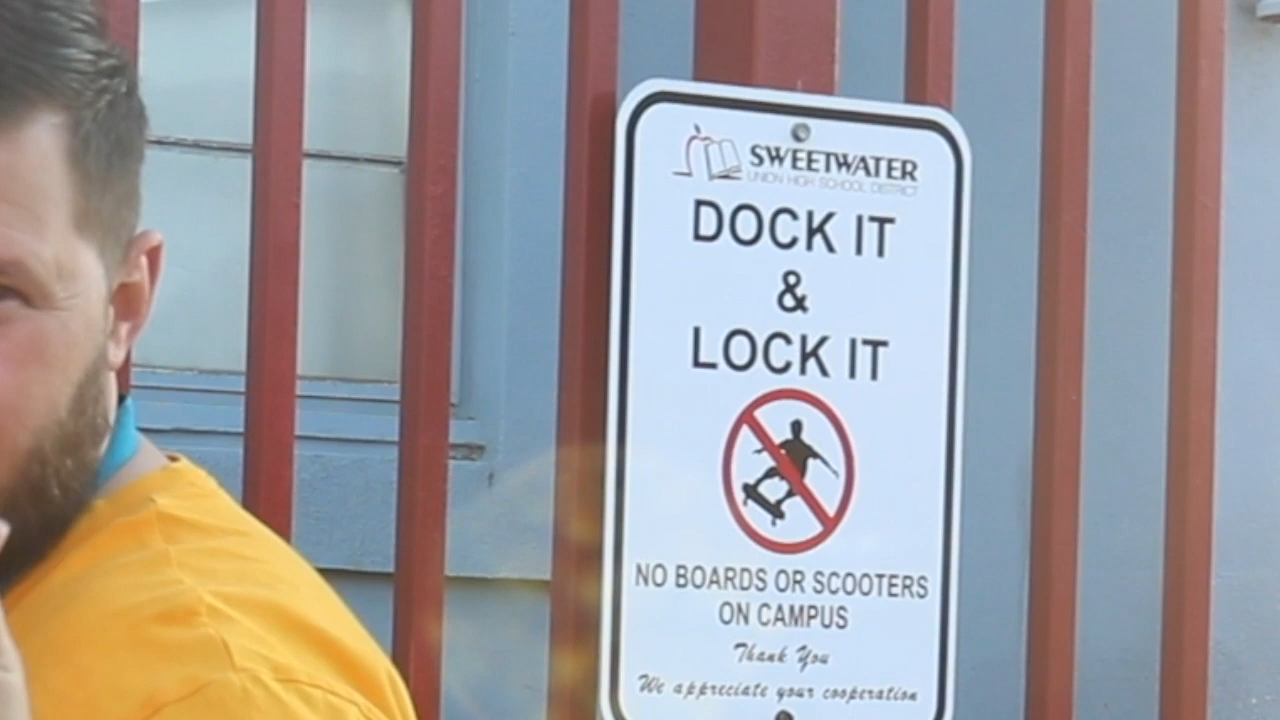 SWEETWATER
UNION HIGH SCHOOL DISTRICT
DOCK IT
&
LOCK IT
NO BOARDS OR SCOOTERS
ON CAMPUS
Thank You
We appreciate your cooperation